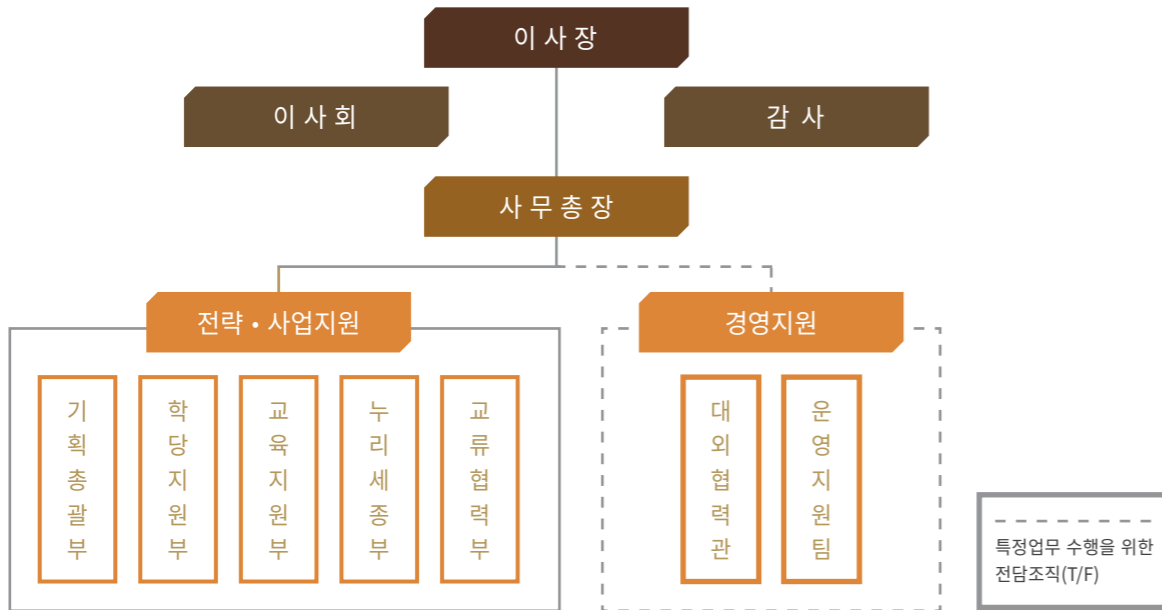 이 사 장
이 사 회
감 사
사 무 총 장
전략 • 사업지원
경영지원
기획총괄부
학당지원부
교육지원부
누리세종부
교류협력부
대외협력관
운영지원팀
특정업무 수행을 위한
전담조직(T/F)